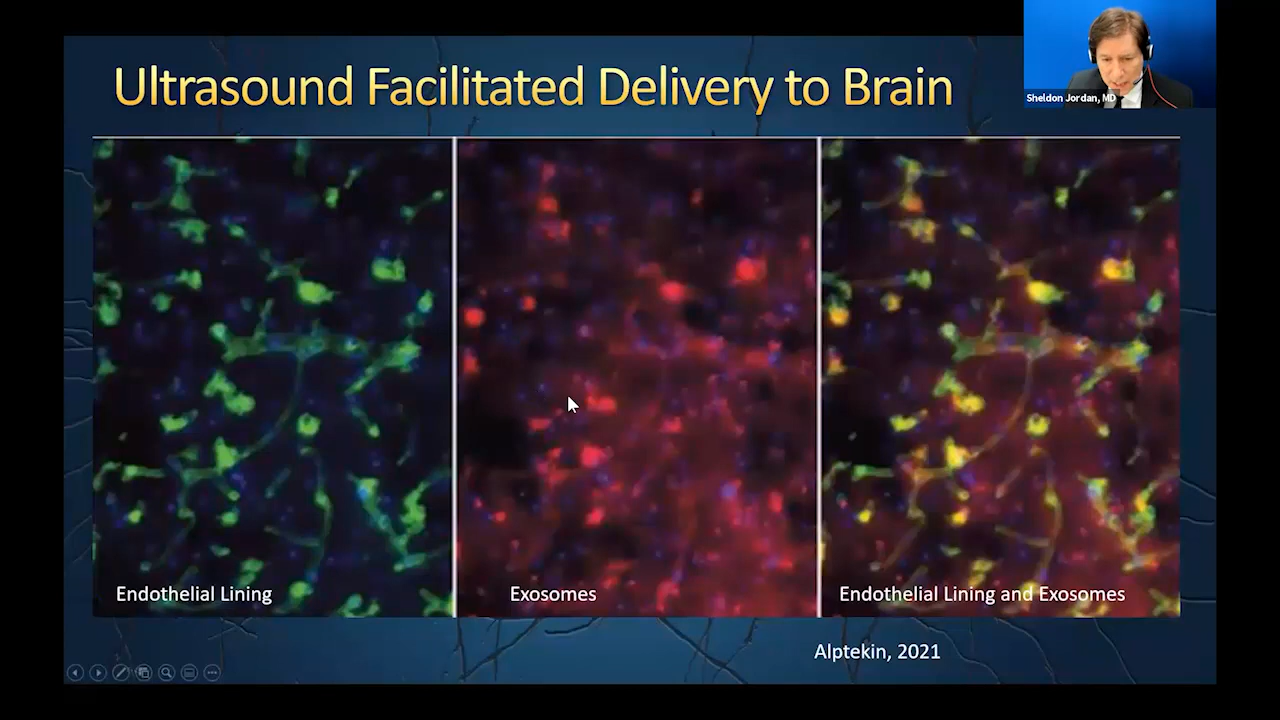 Ultrasound Facilitated Delivery to Brain
Sheldon Jordan, MD
Endothelial Lining
Exosomes
Endothelial Lining and Exosomes
Alptekin, 2021